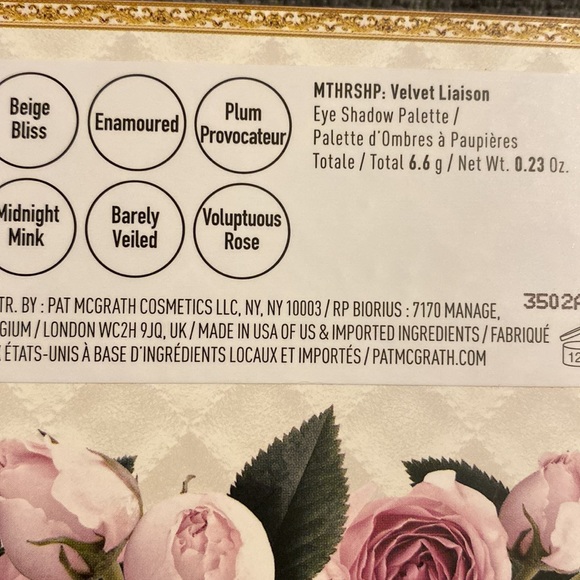 Beige
Bliss
Enamoured
Plum
Provocateur
MTHRSHP: Velvet Liaison
Eye Shadow Palette /
Palette d'Ombres à Paupières
Totale / Total 6.6 g / Net Wt. 0.23 Oz.
Midnight
Mink
Barely
Veiled
Voluptuous
Rose
TR. BY : PAT MCGRATH COSMETICS LLC, NY, NY 10003 / RP BIORIUS : 7170 MANAGE,
GIUM / LONDON WC2H 9JQ, UK / MADE IN USA OF US & IMPORTED INGREDIENTS / FABRIQUÉ
ÉTATS-UNIS À BASE D'INGRÉDIENTS LOCAUX ET IMPORTÉS / PATMCGRATH.COM
3502A
12